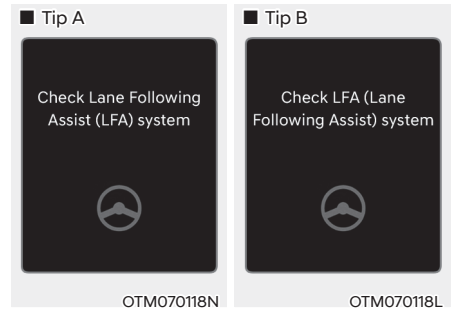 ■ Tip A
Check Lane Following
Assist (LFA) system
OTM070118N
■ Tip B
Check LFA (Lane
Following Assist) system
OTM070118L